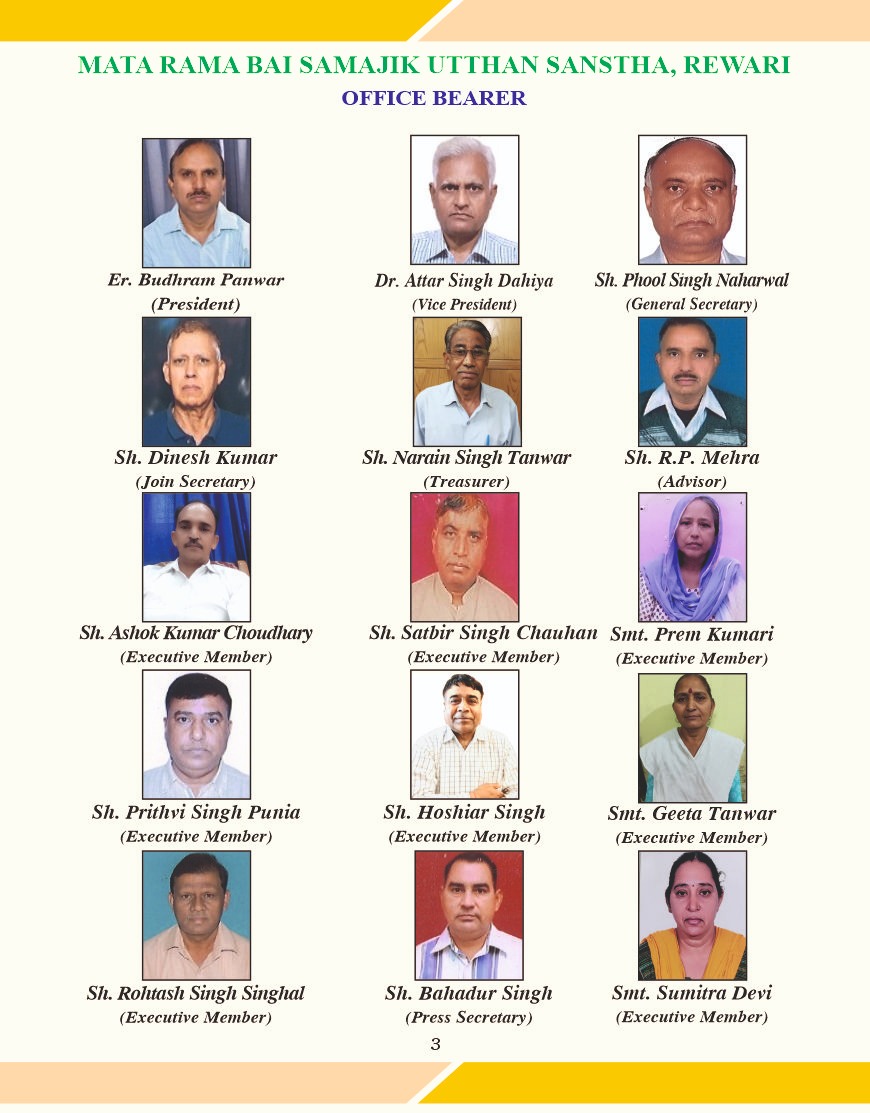 MATA RAMA BAI SAMAJIK UTTHAN SANSTHA, REWARI
OFFICE BEARER
Er. Budhram Panwar
(President)
Dr. Attar Singh Dahiya
(Vice President)
Sh. Phool Singh Naharwal
(General Secretary)
Sh. Dinesh Kumar
(Join Secretary)
Sh. Narain Singh Tanwar
(Treasurer)
Sh. R.P. Mehra
(Advisor)
Sh. Ashok Kumar Choudhary
(Executive Member)
Sh. Satbir Singh Chauhan
(Executive Member)
Smt. Prem Kumari
(Executive Member)
Sh. Prithvi Singh Punia
(Executive Member)
Sh. Hoshiar Singh
(Executive Member)
Smt. Geeta Tanwar
(Executive Member)
Sh. Rohtash Singh Singhal
(Executive Member)
Sh. Bahadur Singh
(Press Secretary)
Smt. Sumitra Devi
(Executive Member)
3